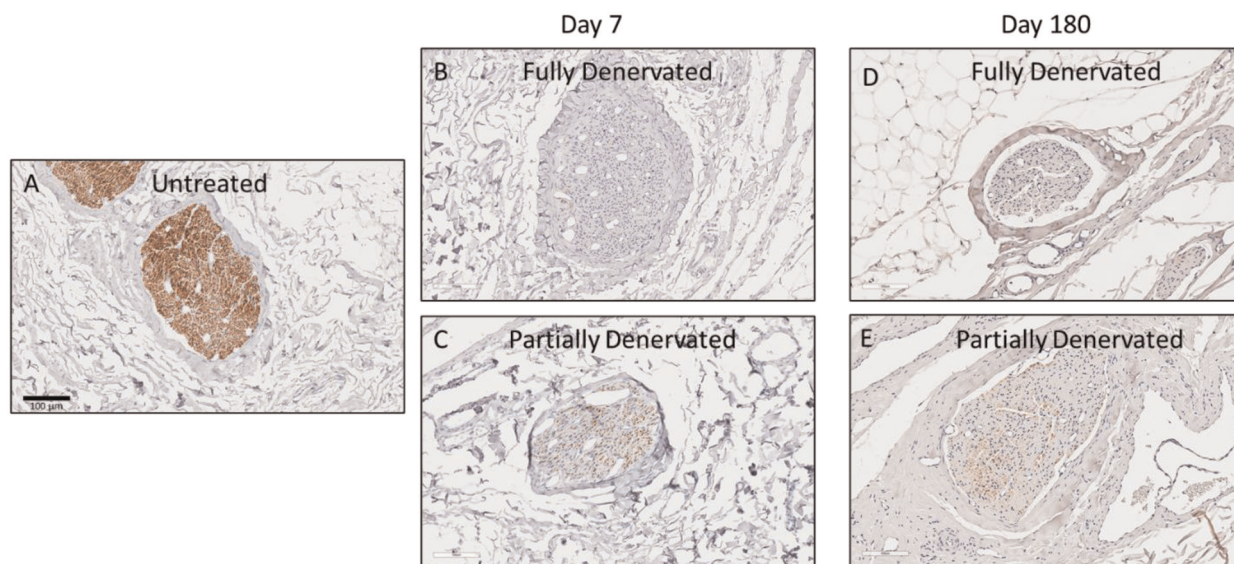 Day 7
Day 180
A
Untreated
100 µm
B
Fully Denervated
C
Partially Denervated
D
Fully Denervated
E
Partially Denervated